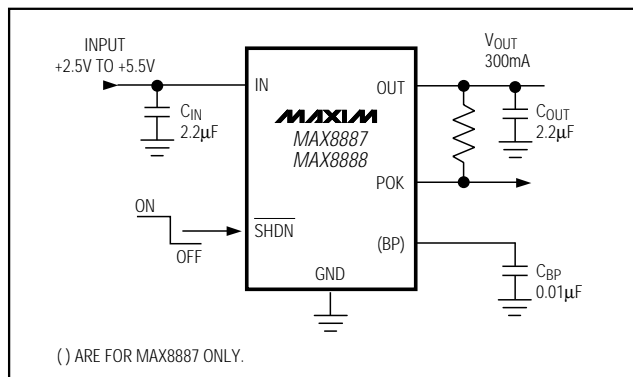 INPUT
+2.5V TO +5.5V
CIN
2.2μF
ON
OFF
IN
OUT
MAXIM
MAX8887
MAX8888
POK
SHDN
(BP)
GND
VOUT
300mA
COUT
2.2μF
CBP
0.01μF
( ) ARE FOR MAX8887 ONLY.